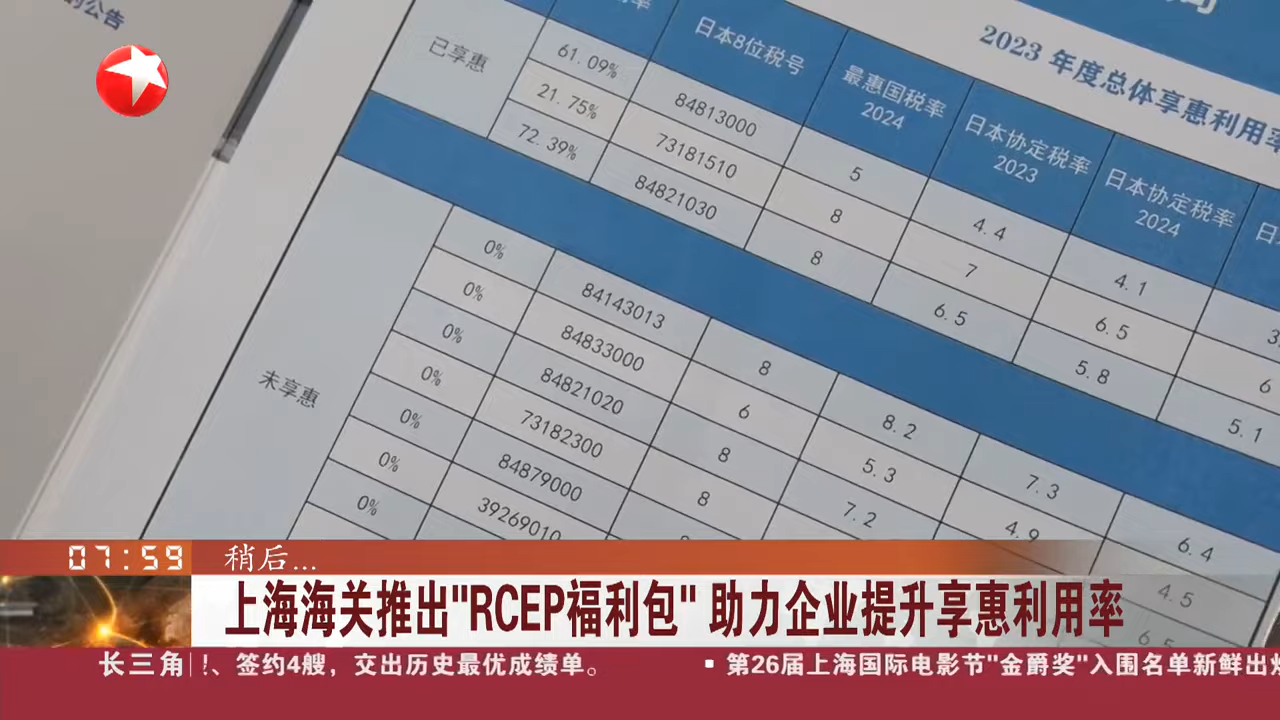 的公告
2023 年度总体享惠利用率
日本8位税号
最惠国税率
2024
日本协定税率
2023
日本协定税率
2024
已享惠
61.09% 84813000 5 4.4 4.1
21.75% 73181510 8 7 6.5 6
72.39% 84821030 8 6.5 5.8 5.1
未享惠
0% 84143013 8 8.2 7.3 6.4
0% 84833000 6 5.3 4.9 4.5
0% 84821020 8 7.2
0% 73182300 8
0% 84879000
0% 39269010
0%
07:59
稍后...
上海海关推出"RCEP福利包" 助力企业提升享惠利用率
长三角
、签约4艘，交出历史最优成绩单。
▪ 第26届上海国际电影节"金爵奖"入围名单新鲜出